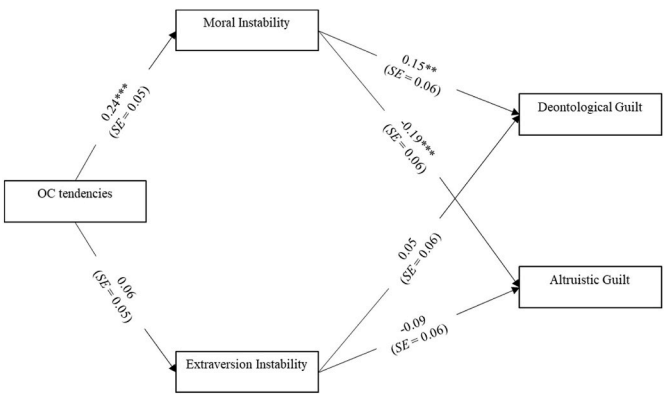 Moral Instability
0.24***
(SE = 0.05)
0.15**
(SE = 0.06)
Deontological Guilt
-0.19***
(SE = 0.06)
OC tendencies
0.06
(SE = 0.05)
0.05
(SE = 0.06)
Altruistic Guilt
-0.09
(SE = 0.06)
Extraversion Instability